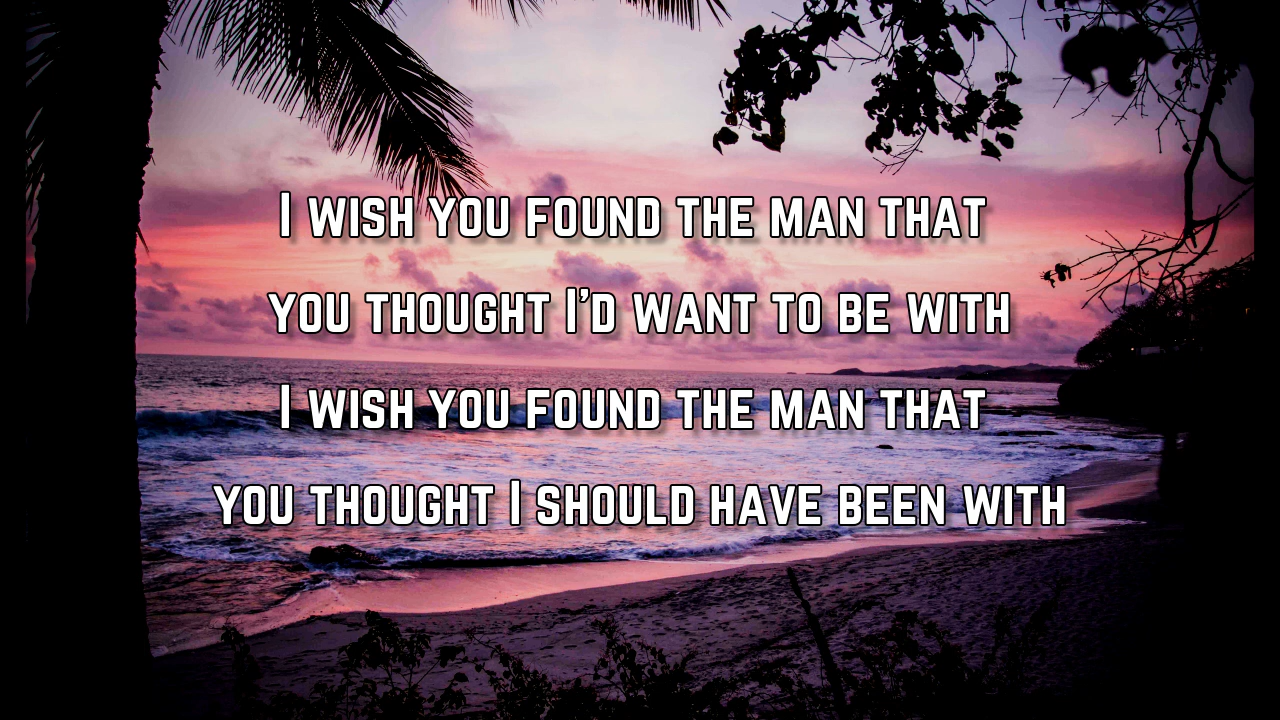 I wish you found the man that
you thought I'd want to be with
I wish you found the man that
you thought I should have been with